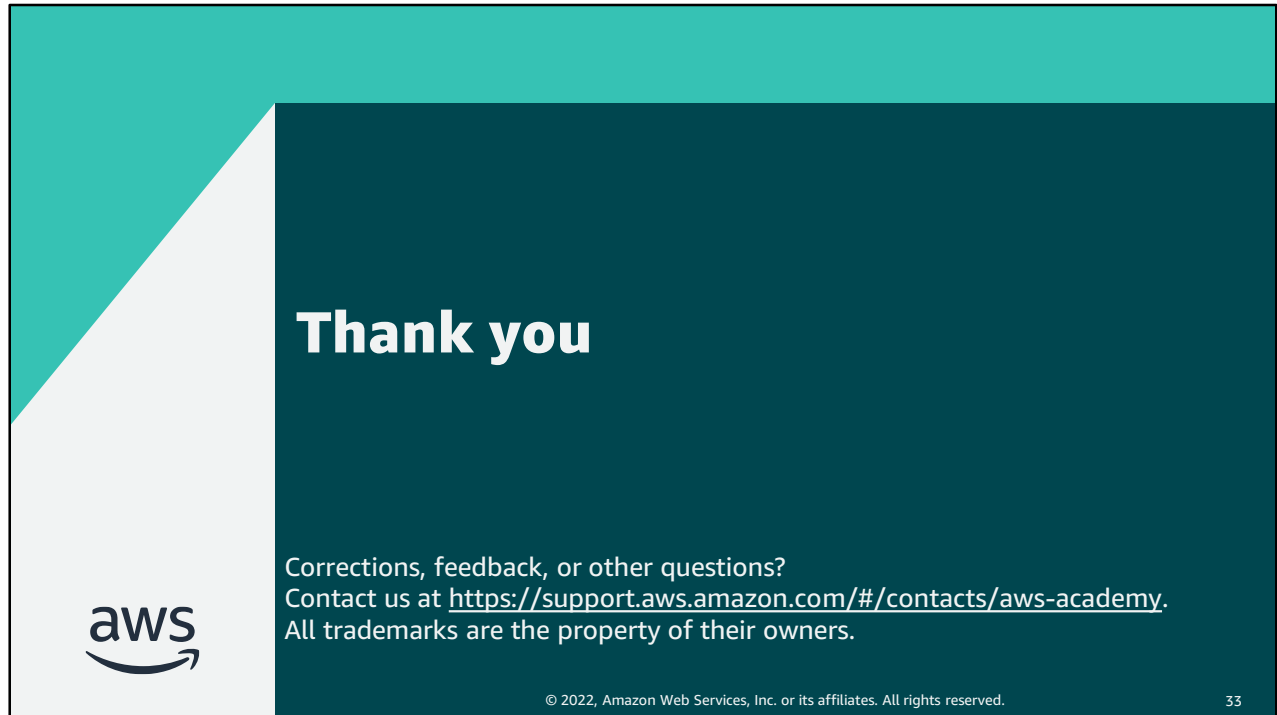 Thank you
Corrections, feedback, or other questions?
Contact us at https://support.aws.amazon.com/#/contacts/aws-academy.
All trademarks are the property of their owners.
aws
© 2022, Amazon Web Services, Inc. or its affiliates. All rights reserved.
33